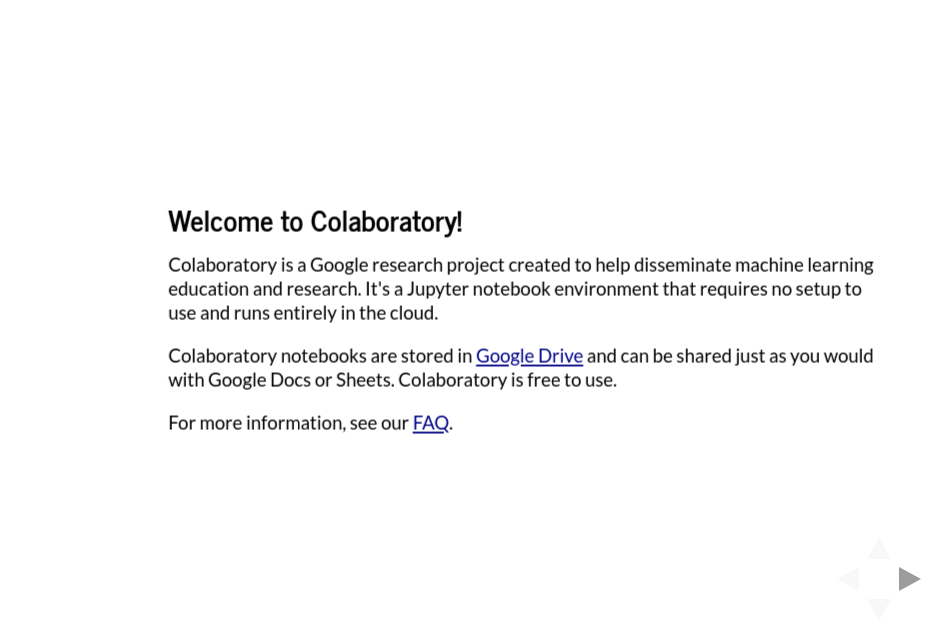 Welcome to Colaboratory!
Colaboratory is a Google research project created to help disseminate machine learning
education and research. It's a Jupyter notebook environment that requires no setup to
use and runs entirely in the cloud.
Colaboratory notebooks are stored in Google Drive and can be shared just as you would
with Google Docs or Sheets. Colaboratory is free to use.
For more information, see our FAQ.